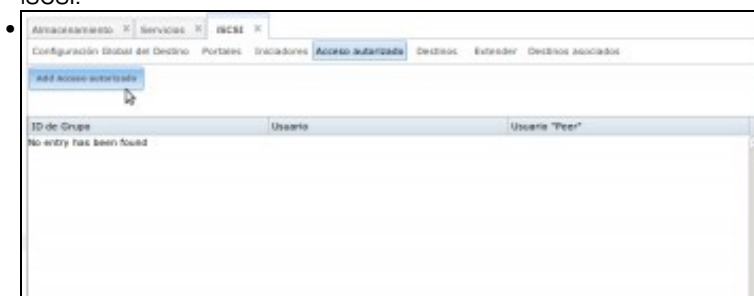 iSCSI.
Almacenamiento Servicios iSCSI
Configuración Global del Destino Portales Iniciadores Acceso autorizado Destinos Extender Destinos asociados
Add Acceso autorizado
ID de Grupo Usuario Usuario "Peer"
No entry has been found